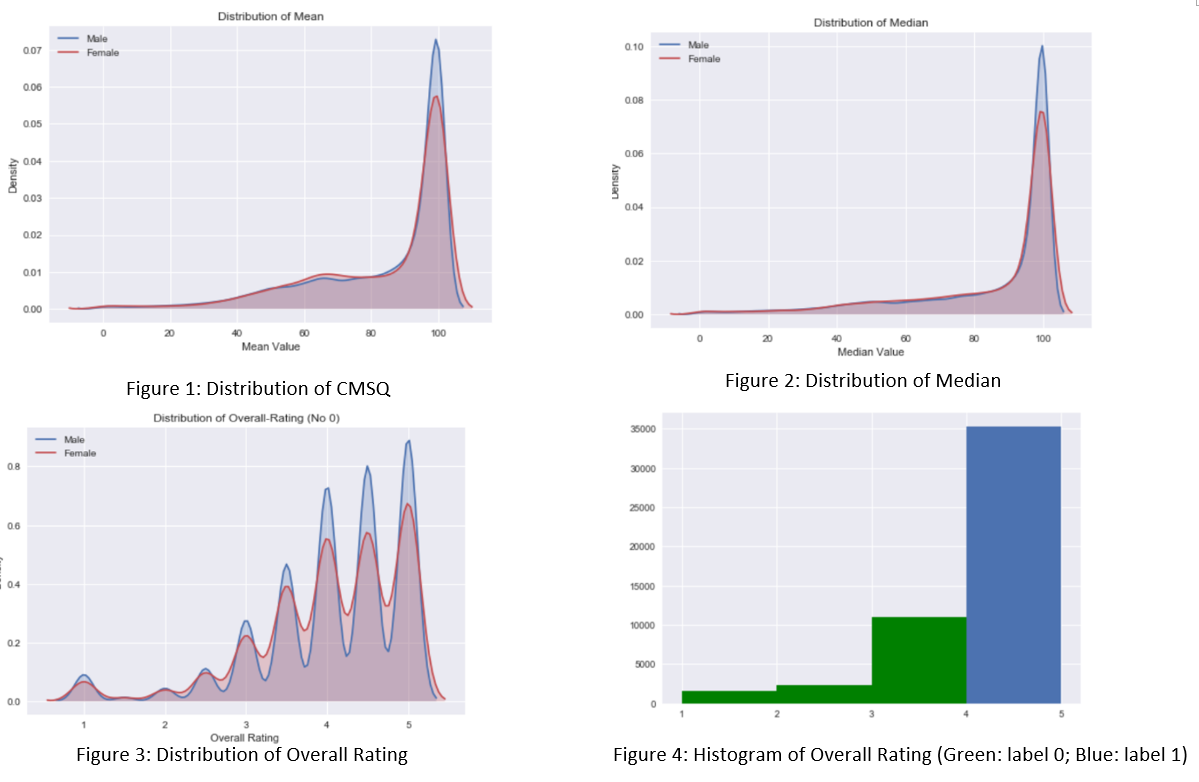 Distribution of Mean
Male
Female
0.07
0.06
0.05
0.04
0.03
0.02
0.01
0.00
Density
0 20 40 60 80 100
Mean Value
Figure 1: Distribution of CMSQ
Distribution of Median
Male
Female
0.10
0.08
0.06
0.04
0.02
0.00
Density
0 20 40 60 80 100
Median Value
Figure 2: Distribution of Median
Distribution of Overall-Rating (No 0)
Male
Female
0.8
0.6
0.4
0.2
0.0
1 2 3 4 5
Overall Rating
Figure 3: Distribution of Overall Rating
35000
30000
25000
20000
15000
10000
5000
0
1 2 3 4 5
Figure 4: Histogram of Overall Rating (Green: label 0; Blue: label 1)